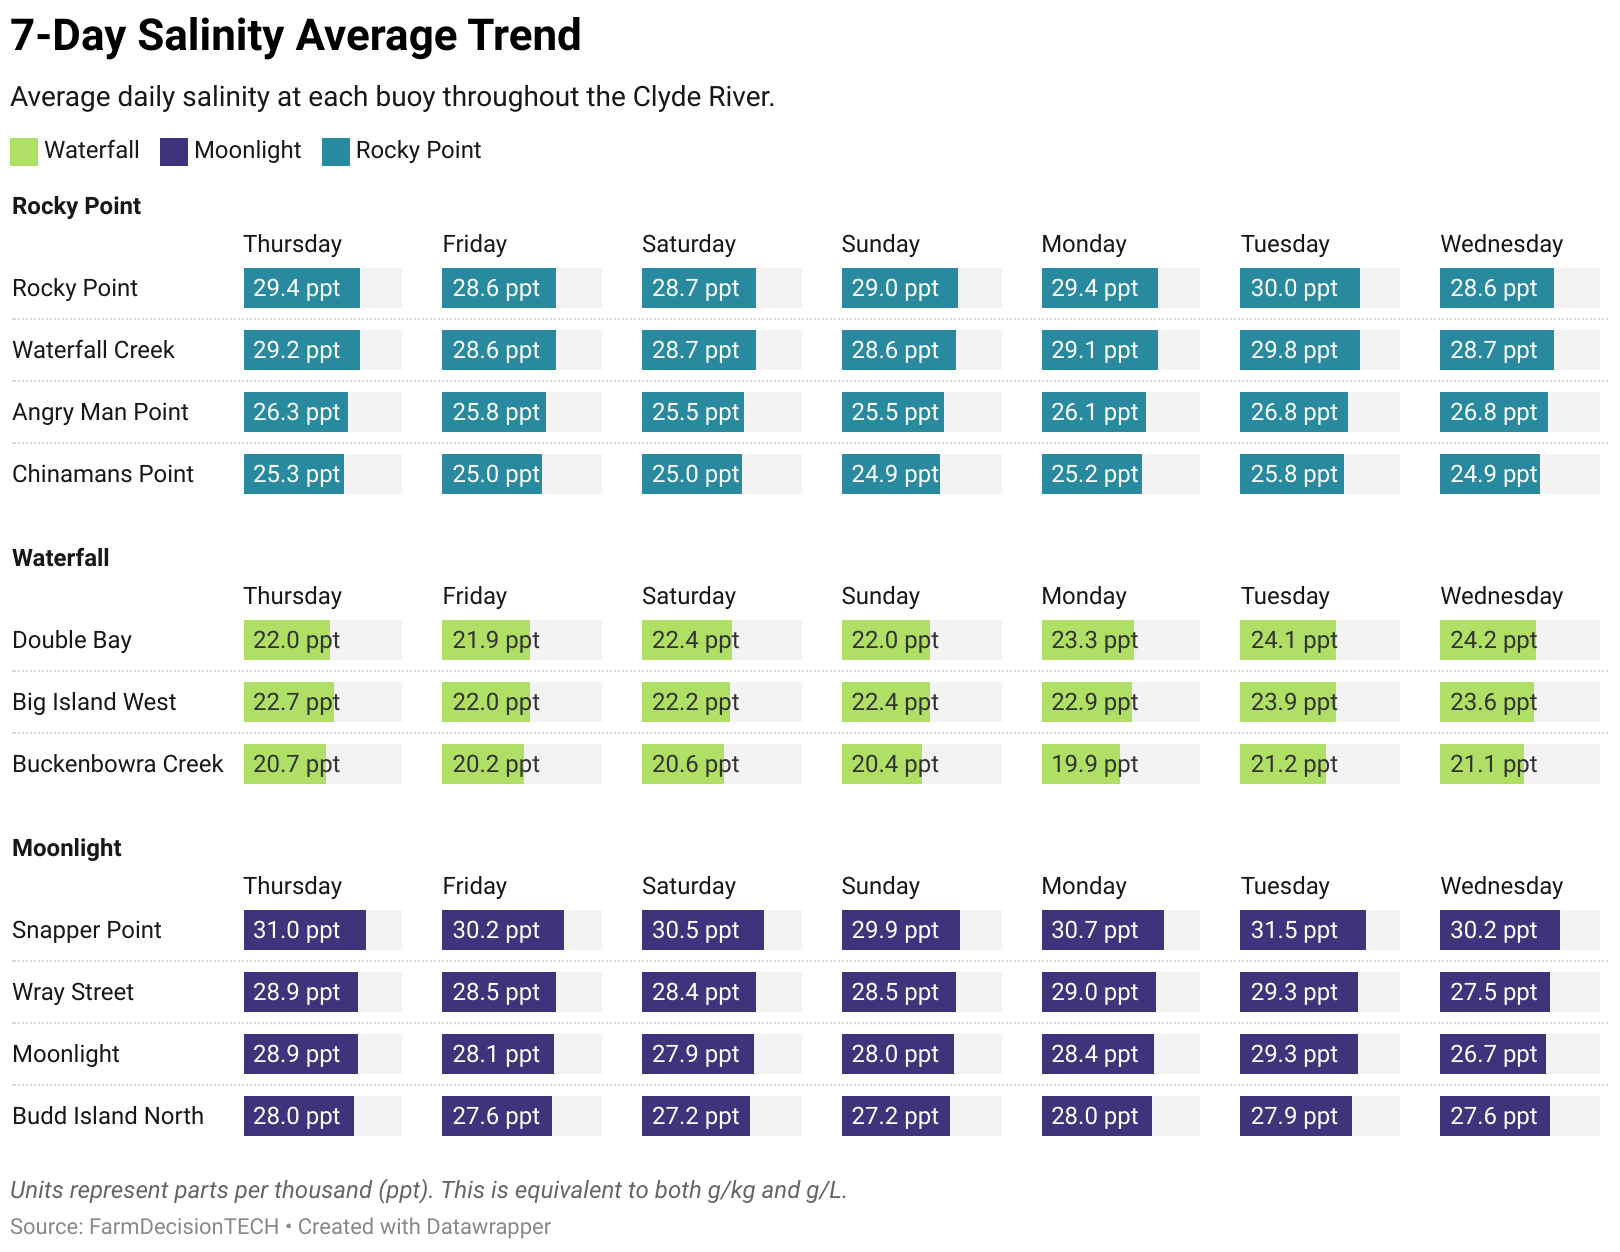 7-Day Salinity Average Trend
Average daily salinity at each buoy throughout the Clyde River.
Waterfall Moonlight Rocky Point
Rocky Point
Thursday Friday Saturday Sunday Monday Tuesday Wednesday
Rocky Point 29.4 ppt 28.6 ppt 28.7 ppt 29.0 ppt 29.4 ppt 30.0 ppt 28.6 ppt
Waterfall Creek 29.2 ppt 28.6 ppt 28.7 ppt 28.6 ppt 29.1 ppt 29.8 ppt 28.7 ppt
Angry Man Point 26.3 ppt 25.8 ppt 25.5 ppt 25.5 ppt 26.1 ppt 26.8 ppt 26.8 ppt
Chinamans Point 25.3 ppt 25.0 ppt 25.0 ppt 24.9 ppt 25.2 ppt 25.8 ppt 24.9 ppt
Waterfall
Thursday Friday Saturday Sunday Monday Tuesday Wednesday
Double Bay 22.0 ppt 21.9 ppt 22.4 ppt 22.0 ppt 23.3 ppt 24.1 ppt 24.2 ppt
Big Island West 22.7 ppt 22.0 ppt 22.2 ppt 22.4 ppt 22.9 ppt 23.9 ppt 23.6 ppt
Buckenbowra Creek 20.7 ppt 20.2 ppt 20.6 ppt 20.4 ppt 19.9 ppt 21.2 ppt 21.1 ppt
Moonlight
Thursday Friday Saturday Sunday Monday Tuesday Wednesday
Snapper Point 31.0 ppt 30.2 ppt 30.5 ppt 29.9 ppt 30.7 ppt 31.5 ppt 30.2 ppt
Wray Street 28.9 ppt 28.5 ppt 28.4 ppt 28.5 ppt 29.0 ppt 29.3 ppt 27.5 ppt
Moonlight 28.9 ppt 28.1 ppt 27.9 ppt 28.0 ppt 28.4 ppt 29.3 ppt 26.7 ppt
Budd Island North 28.0 ppt 27.6 ppt 27.2 ppt 27.2 ppt 28.0 ppt 27.9 ppt 27.6 ppt
Units represent parts per thousand (ppt). This is equivalent to both g/kg and g/L.
Source: FarmDecisionTECH • Created with Datawrapper